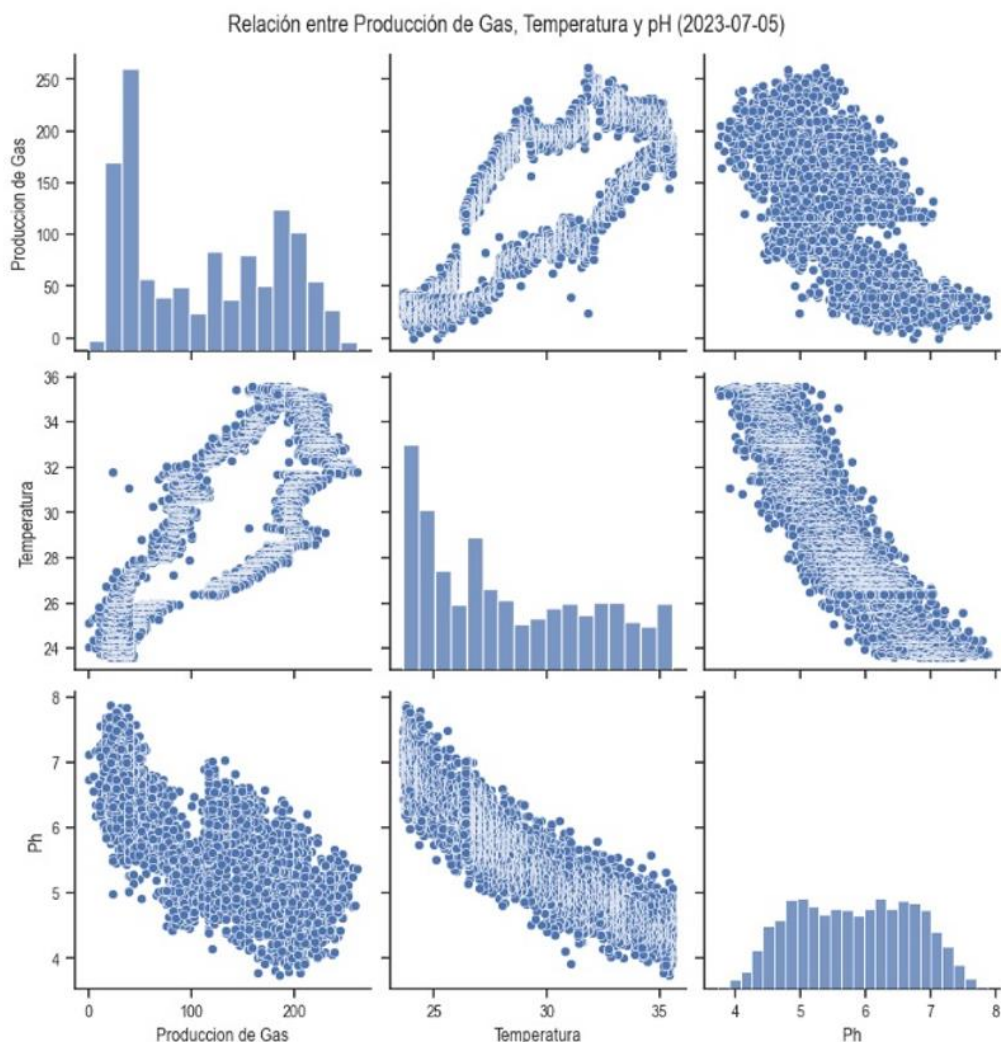 Relación entre Producción de Gas, Temperatura y pH (2023-07-05)
250
200
150
100
50
0
Produccion de Gas
36
34
32
30
28
26
24
Temperatura
8
7
6
5
4
Ph
0 100 200
Produccion de Gas
25 30 35
Temperatura
4 5 6 7 8
Ph